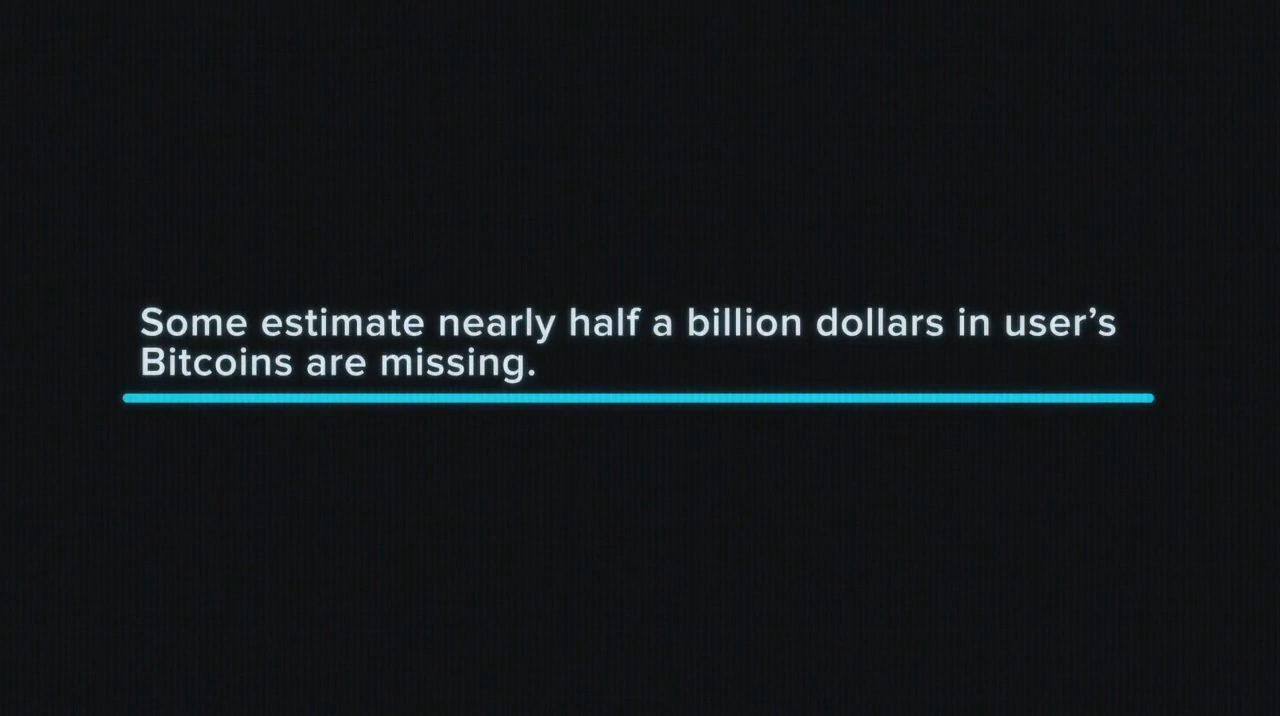 Some estimate nearly half a billion dollars in user’s
Bitcoins are missing.